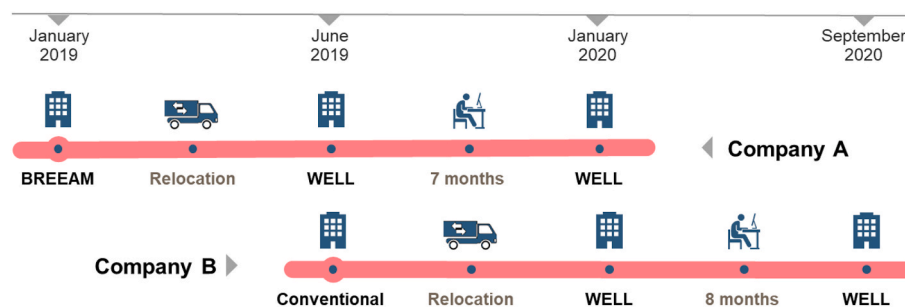 January
2019
June
2019
January
2020
September
2020
Company A
BREEAM
Relocation
WELL
7 months
WELL
Company B
Conventional
Relocation
WELL
8 months
WELL